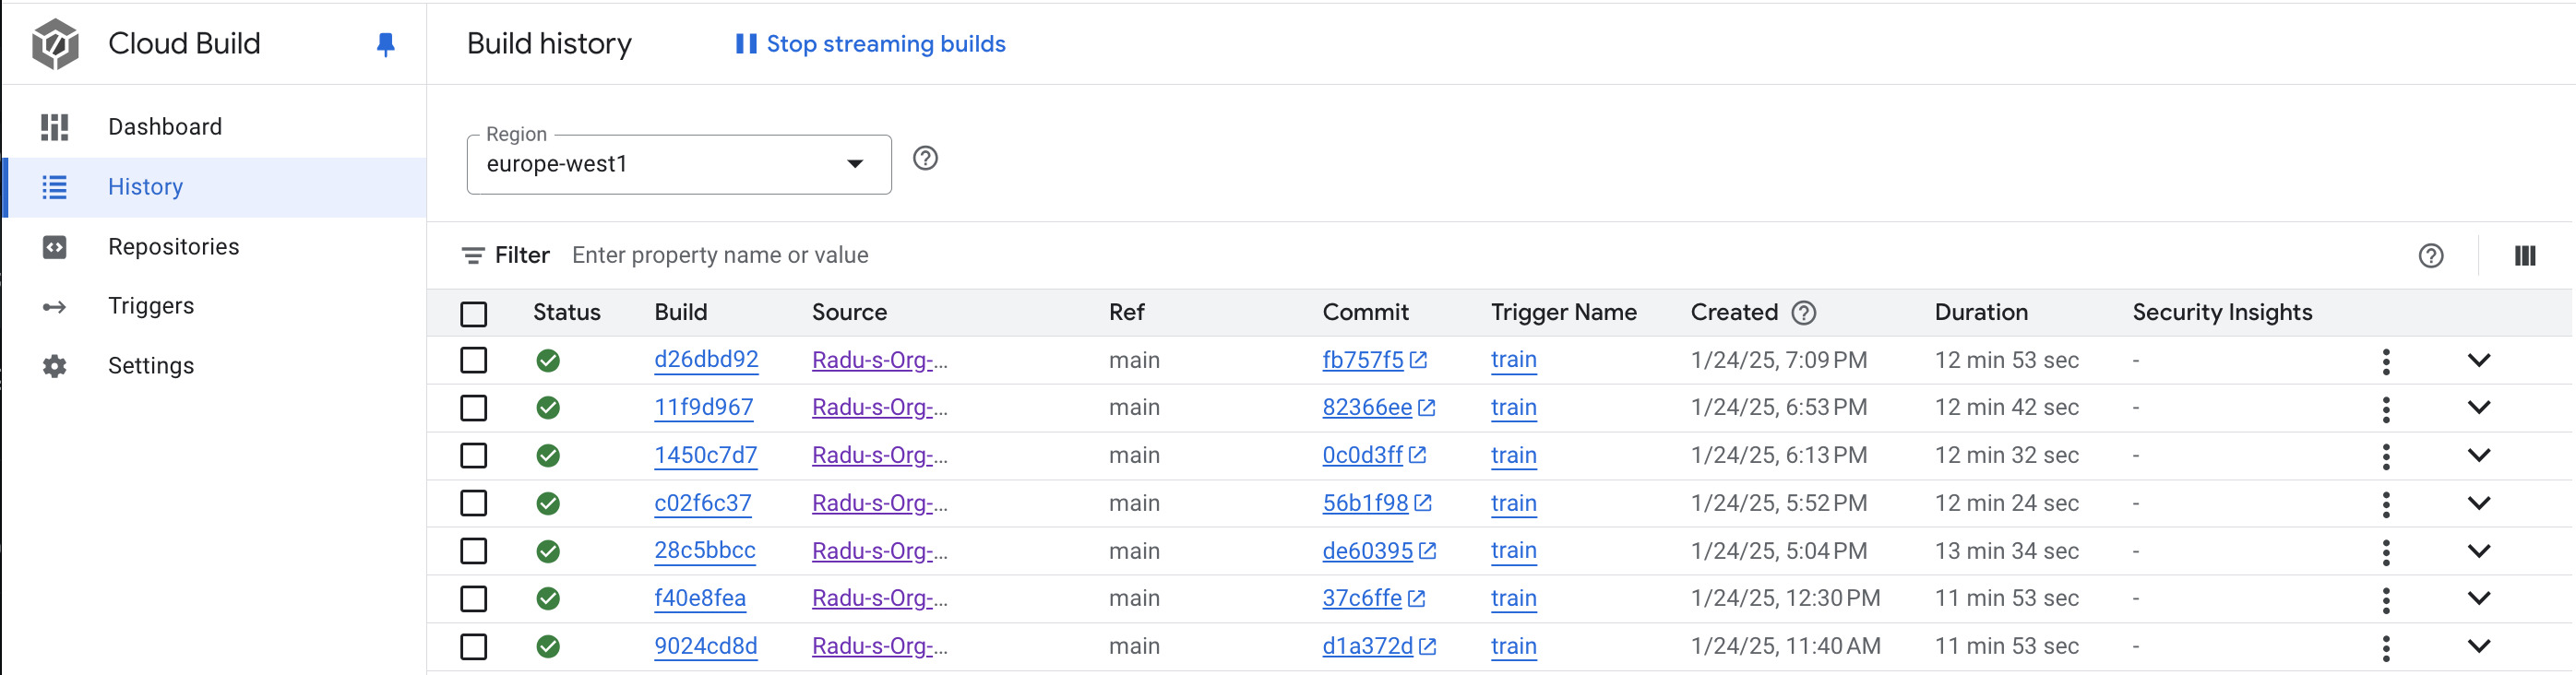 Cloud Build
Dashboard
History
Repositories
Triggers
Settings
Build history
Stop streaming builds
Region
europe-west1
Filter Enter property name or value
Status Build Source Ref Commit Trigger Name Created Duration Security Insights
d26dbd92 Radu-s-Org-... main fb757f5 train 1/24/25, 7:09 PM 12 min 53 sec -
11f9d967 Radu-s-Org-... main 82366ee train 1/24/25, 6:53 PM 12 min 42 sec -
1450c7d7 Radu-s-Org-... main 0c0d3ff train 1/24/25, 6:13 PM 12 min 32 sec -
c02f6c37 Radu-s-Org-... main 56b1f98 train 1/24/25, 5:52 PM 12 min 24 sec -
28c5bbcc Radu-s-Org-... main de60395 train 1/24/25, 5:04 PM 13 min 34 sec -
f40e8fea Radu-s-Org-... main 37c6ffe train 1/24/25, 12:30 PM 11 min 53 sec -
9024cd8d Radu-s-Org-... main d1a372d train 1/24/25, 11:40 AM 11 min 53 sec -